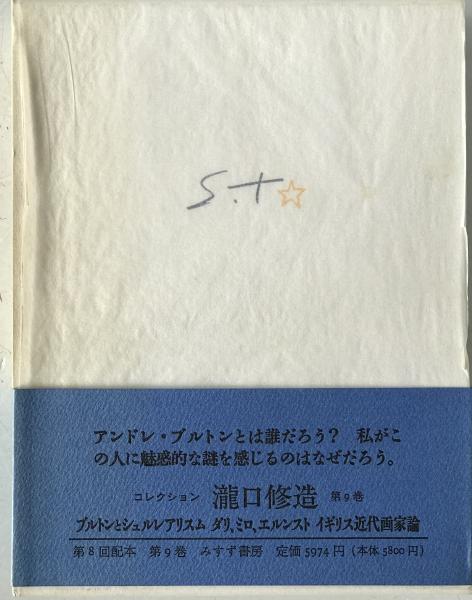 S.T☆
アンドレ・ブルトンとは誰だろう? 私がこ
の人に魅惑的な謎を感じるのはなぜだろう。
コレクション 瀧口修造 第9巻
ブルトンとシュルレアリスム ダリ、ミロ、エルンスト イギリス近代画家論
第8回配本 第9巻 みすず書房 定価5974円(本体5800円)